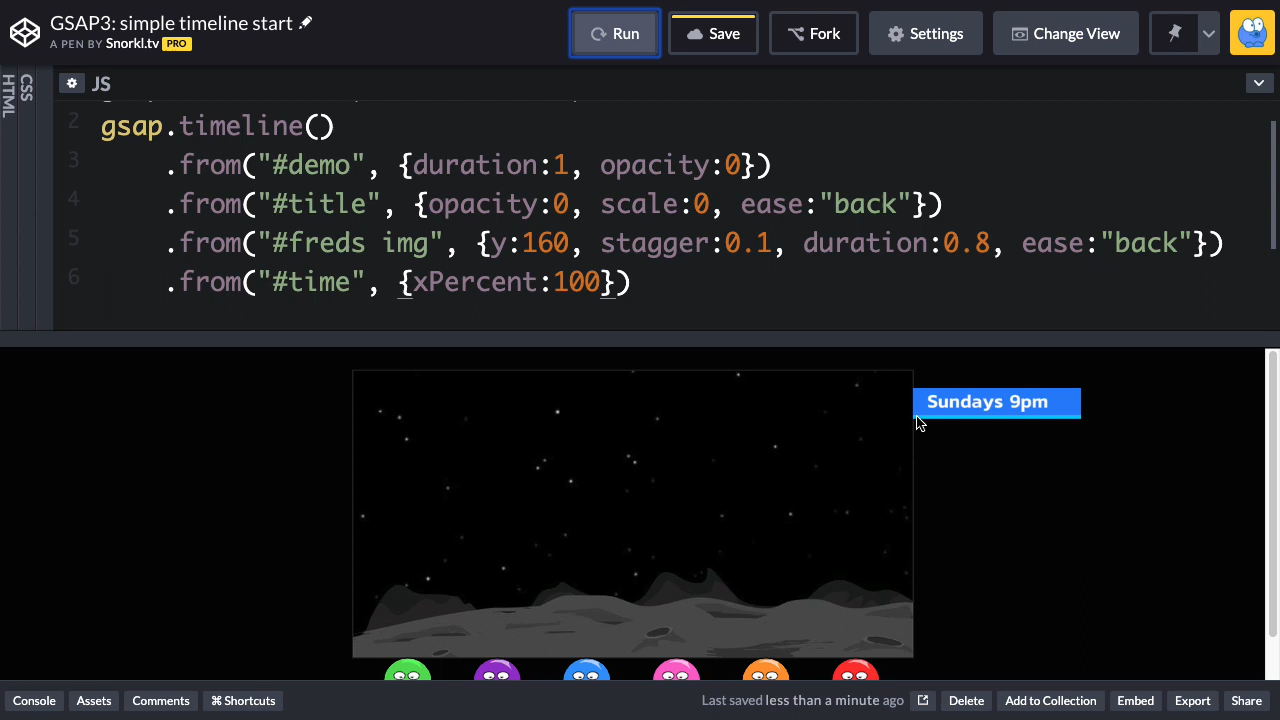 GSAP3: simple timeline start
A PEN BY Snorkl.tv PRO
Run
Save
Fork
Settings
Change View
HTML
CSS
JS
2 gsap.timeline()
3 .from("#demo", {duration:1, opacity:0})
4 .from("#title", {opacity:0, scale:0, ease:"back"})
5 .from("#freds img", {y:160, stagger:0.1, duration:0.8, ease:"back"})
6 .from("#time", {xPercent:100})
Sundays 9pm
Console
Assets
Comments
⌘ Shortcuts
Last saved less than a minute ago
Delete
Add to Collection
Embed
Export
Share